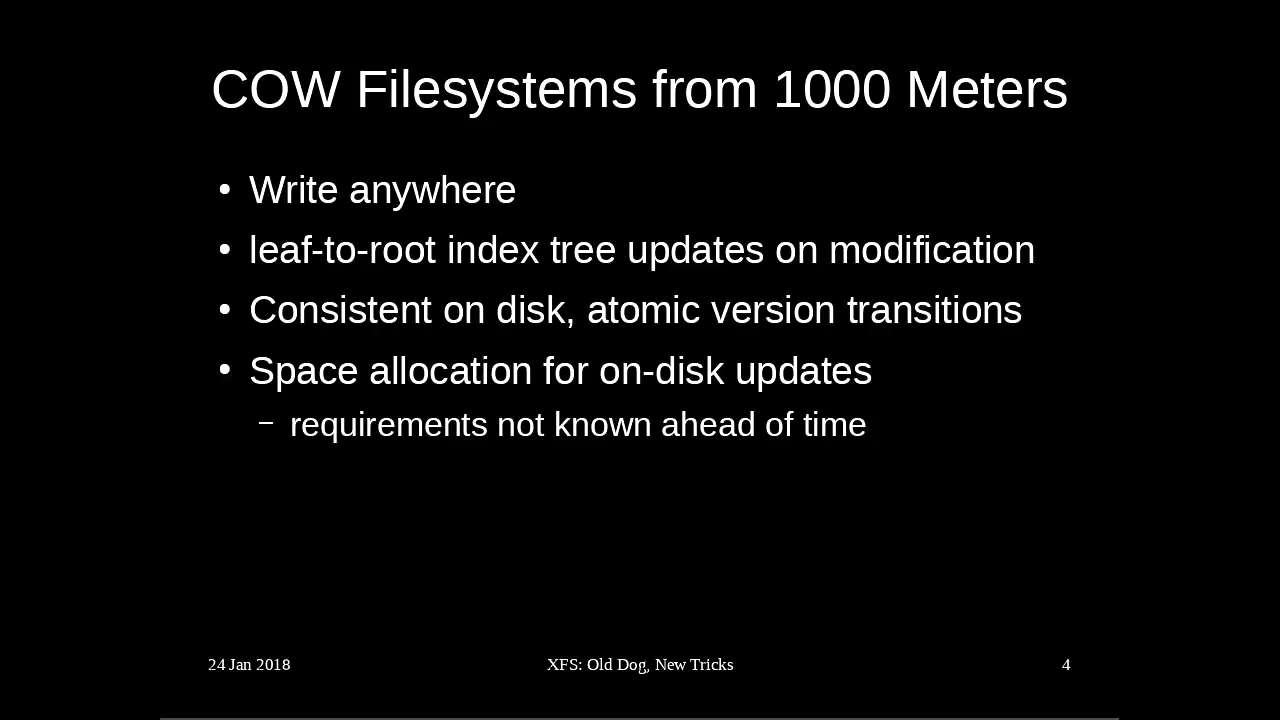 COW Filesystems from 1000 Meters
• Write anywhere
• leaf-to-root index tree updates on modification
• Consistent on disk, atomic version transitions
• Space allocation for on-disk updates
– requirements not known ahead of time
24 Jan 2018
XFS: Old Dog, New Tricks
4